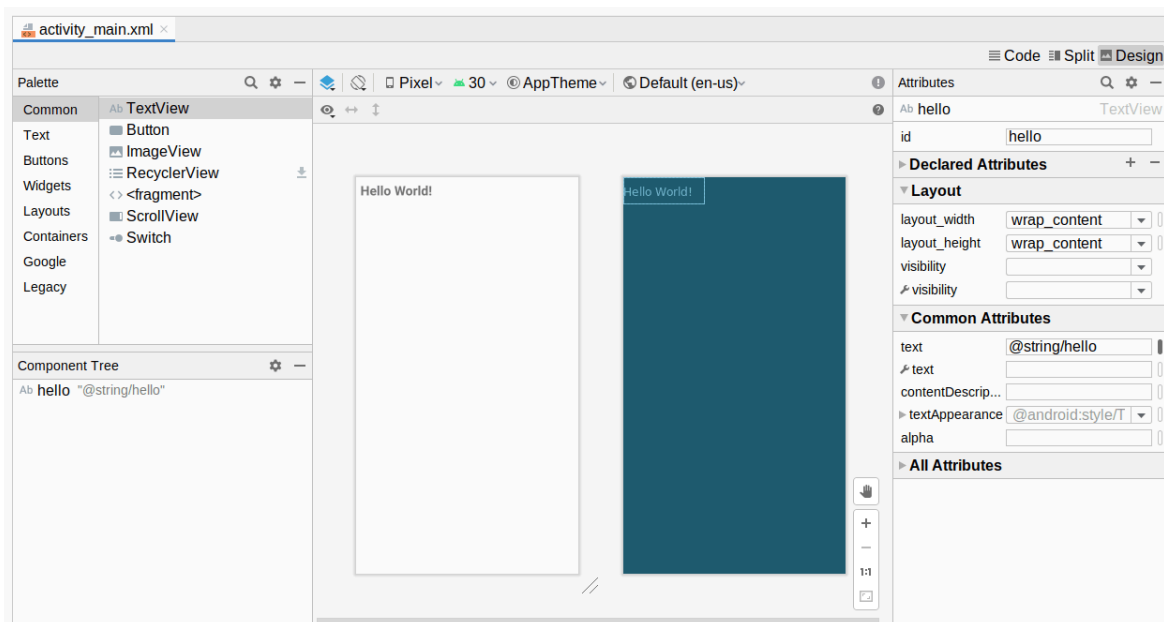 activity_main.xml
Code Split Design
Palette
Pixel 30 AppTheme Default (en-us)
Attributes
Common
Text
Buttons
Widgets
Layouts
Containers
Google
Legacy
Ab TextView
Button
ImageView
RecyclerView
<fragment>
ScrollView
Switch
Component Tree
Ab hello "@string/hello"
Hello World!
Hello World!
1:1
Ab hello TextView
id hello
Declared Attributes
Layout
layout_width wrap_content
layout_height wrap_content
visibility
visibility
Common Attributes
text @string/hello
text
contentDescrip...
textAppearance @android:style/T
alpha
All Attributes